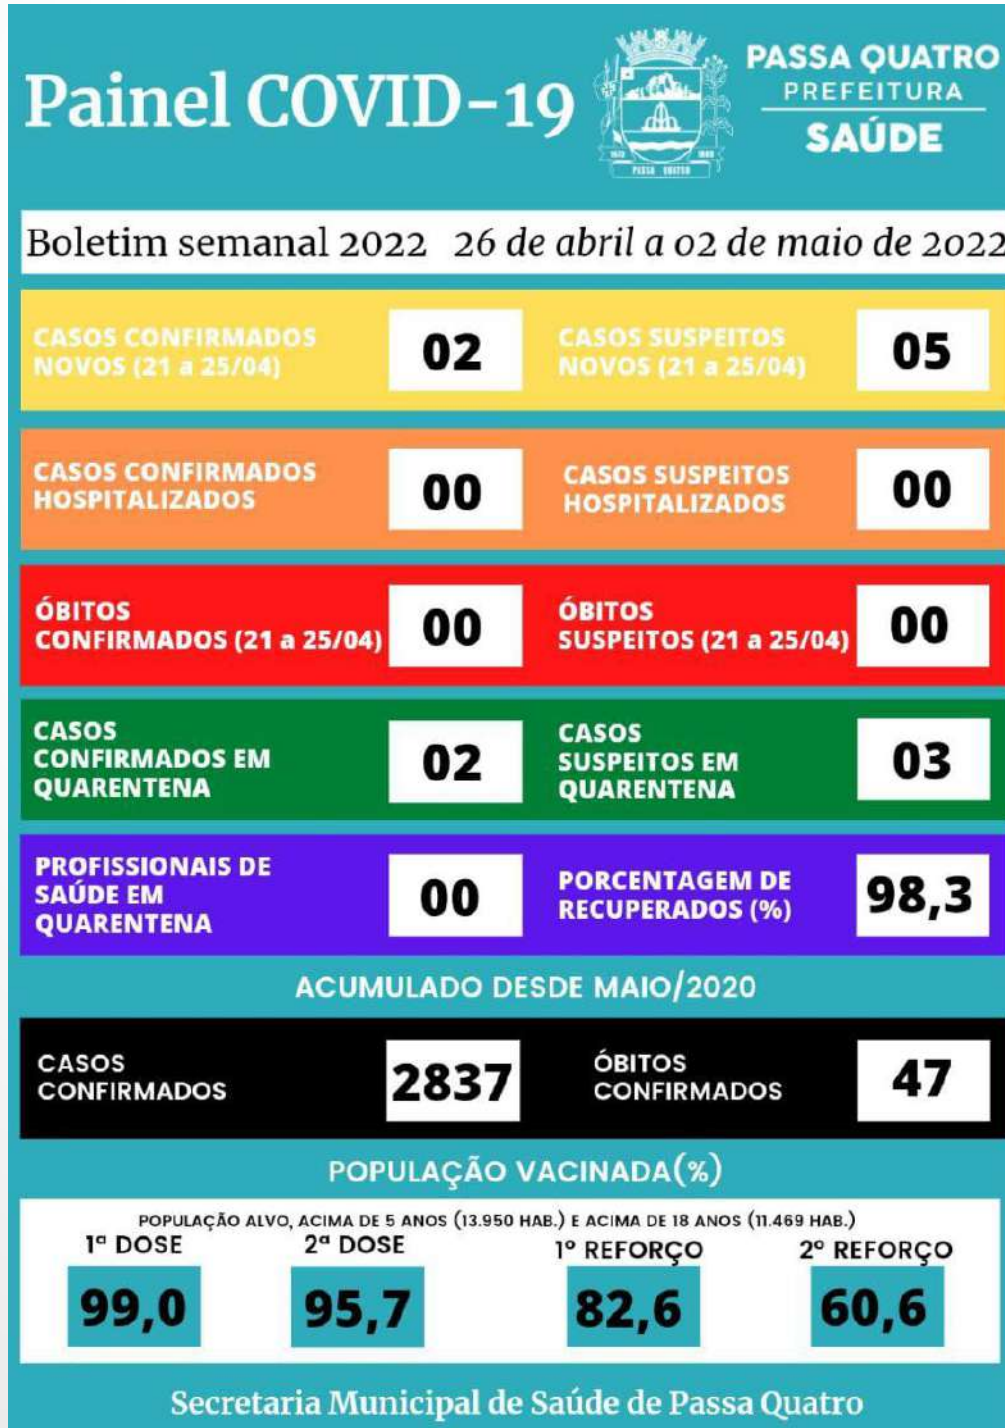 Painel COVID-19
PASSA QUATRO
PREFEITURA
SAÚDE
PASSA QUATRO
Boletim semanal 2022 26 de abril a 02 de maio de 2022
CASOS CONFIRMADOS
NOVOS (21 a 25/04)
02
CASOS SUSPEITOS
NOVOS (21 a 25/04)
05
CASOS CONFIRMADOS
HOSPITALIZADOS
00
CASOS SUSPEITOS
HOSPITALIZADOS
00
ÓBITOS
CONFIRMADOS (21 a 25/04)
00
ÓBITOS
SUSPEITOS (21 a 25/04)
00
CASOS
CONFIRMADOS EM
QUARENTENA
02
CASOS
SUSPEITOS EM
QUARENTENA
03
PROFISSIONAIS DE
SAÚDE EM
QUARENTENA
00
PORCENTAGEM DE
RECUPERADOS (%)
98,3
ACUMULADO DESDE MAIO/2020
CASOS
CONFIRMADOS
2837
ÓBITOS
CONFIRMADOS
47
POPULAÇÃO VACINADA(%)
POPULAÇÃO ALVO, ACIMA DE 5 ANOS (13.950 HAB.) E ACIMA DE 18 ANOS (11.469 HAB.)
1ª DOSE
99,0
2ª DOSE
95,7
1º REFORÇO
82,6
2º REFORÇO
60,6
Secretaria Municipal de Saúde de Passa Quatro